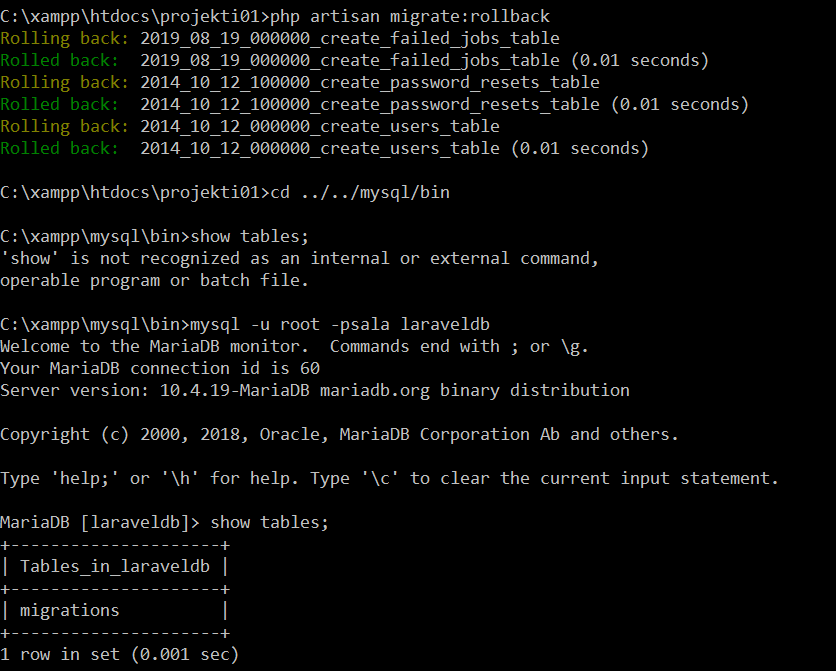 C:\xampp\htdocs\projekti01>php artisan migrate:rollback
Rolling back: 2019_08_19_000000_create_failed_jobs_table
Rolled back:  2019_08_19_000000_create_failed_jobs_table (0.01 seconds)
Rolling back: 2014_10_12_100000_create_password_resets_table
Rolled back:  2014_10_12_100000_create_password_resets_table (0.01 seconds)
Rolling back: 2014_10_12_000000_create_users_table
Rolled back:  2014_10_12_000000_create_users_table (0.01 seconds)
C:\xampp\htdocs\projekti01>cd ../../mysql/bin
C:\xampp\mysql\bin>show tables;
'show' is not recognized as an internal or external command,
operable program or batch file.
C:\xampp\mysql\bin>mysql -u root -psala laraveldb
Welcome to the MariaDB monitor.  Commands end with ; or \g.
Your MariaDB connection id is 60
Server version: 10.4.19-MariaDB mariadb.org binary distribution
Copyright (c) 2000, 2018, Oracle, MariaDB Corporation Ab and others.
Type 'help;' or '\h' for help. Type '\c' to clear the current input statement.
MariaDB [laraveldb]> show tables;
+---------------------+
| Tables_in_laraveldb |
+---------------------+
| migrations          |
+---------------------+
1 row in set (0.001 sec)